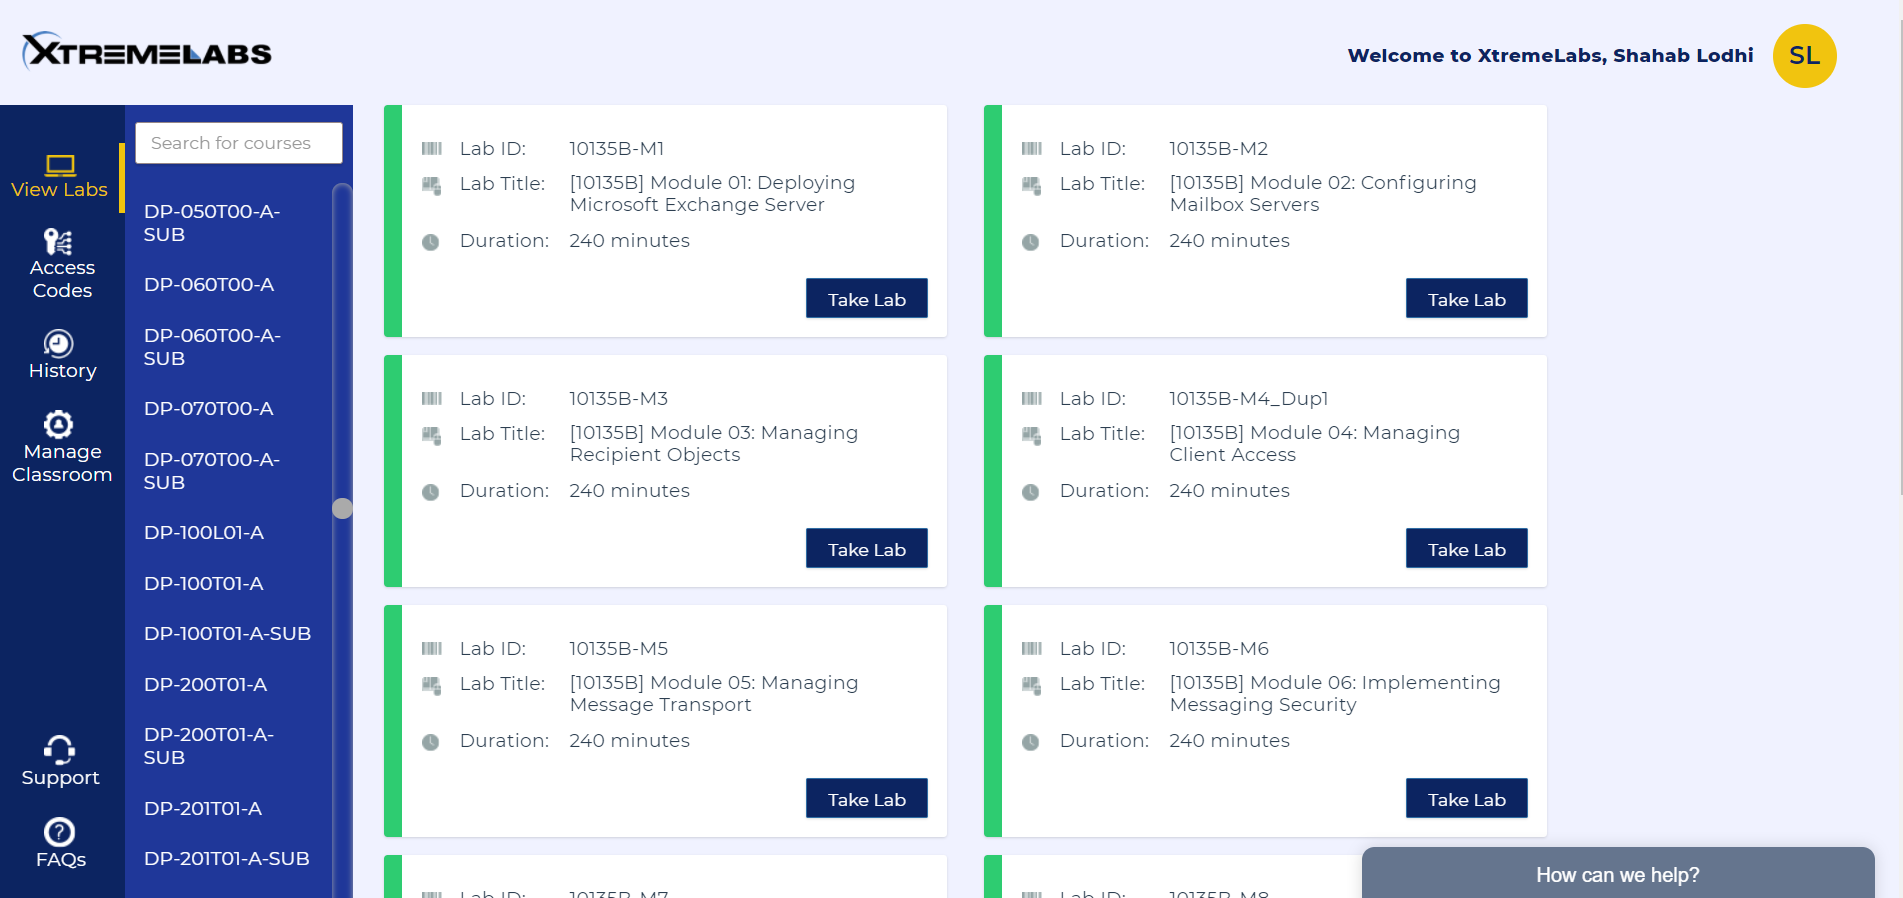 XTREMELABS
Welcome to XtremeLabs, Shahab Lodhi
SL
View Labs
Access
Codes
History
Manage
Classroom
Support
FAQs
Search for courses
DP-050T00-A-
SUB
DP-060T00-A
DP-060T00-A-
SUB
DP-070T00-A
DP-070T00-A-
SUB
DP-100L01-A
DP-100T01-A
DP-100T01-A-SUB
DP-200T01-A
DP-200T01-A-
SUB
DP-201T01-A
DP-201T01-A-SUB
Lab ID: 10135B-M1
Lab Title: [10135B] Module 01: Deploying
Microsoft Exchange Server
Duration: 240 minutes
Take Lab
Lab ID: 10135B-M2
Lab Title: [10135B] Module 02: Configuring
Mailbox Servers
Duration: 240 minutes
Take Lab
Lab ID: 10135B-M3
Lab Title: [10135B] Module 03: Managing
Recipient Objects
Duration: 240 minutes
Take Lab
Lab ID: 10135B-M4_Dup1
Lab Title: [10135B] Module 04: Managing
Client Access
Duration: 240 minutes
Take Lab
Lab ID: 10135B-M5
Lab Title: [10135B] Module 05: Managing
Message Transport
Duration: 240 minutes
Take Lab
Lab ID: 10135B-M6
Lab Title: [10135B] Module 06: Implementing
Messaging Security
Duration: 240 minutes
Take Lab
Lab ID: 10135B-M7
Lab ID: 10135B-M8
How can we help?